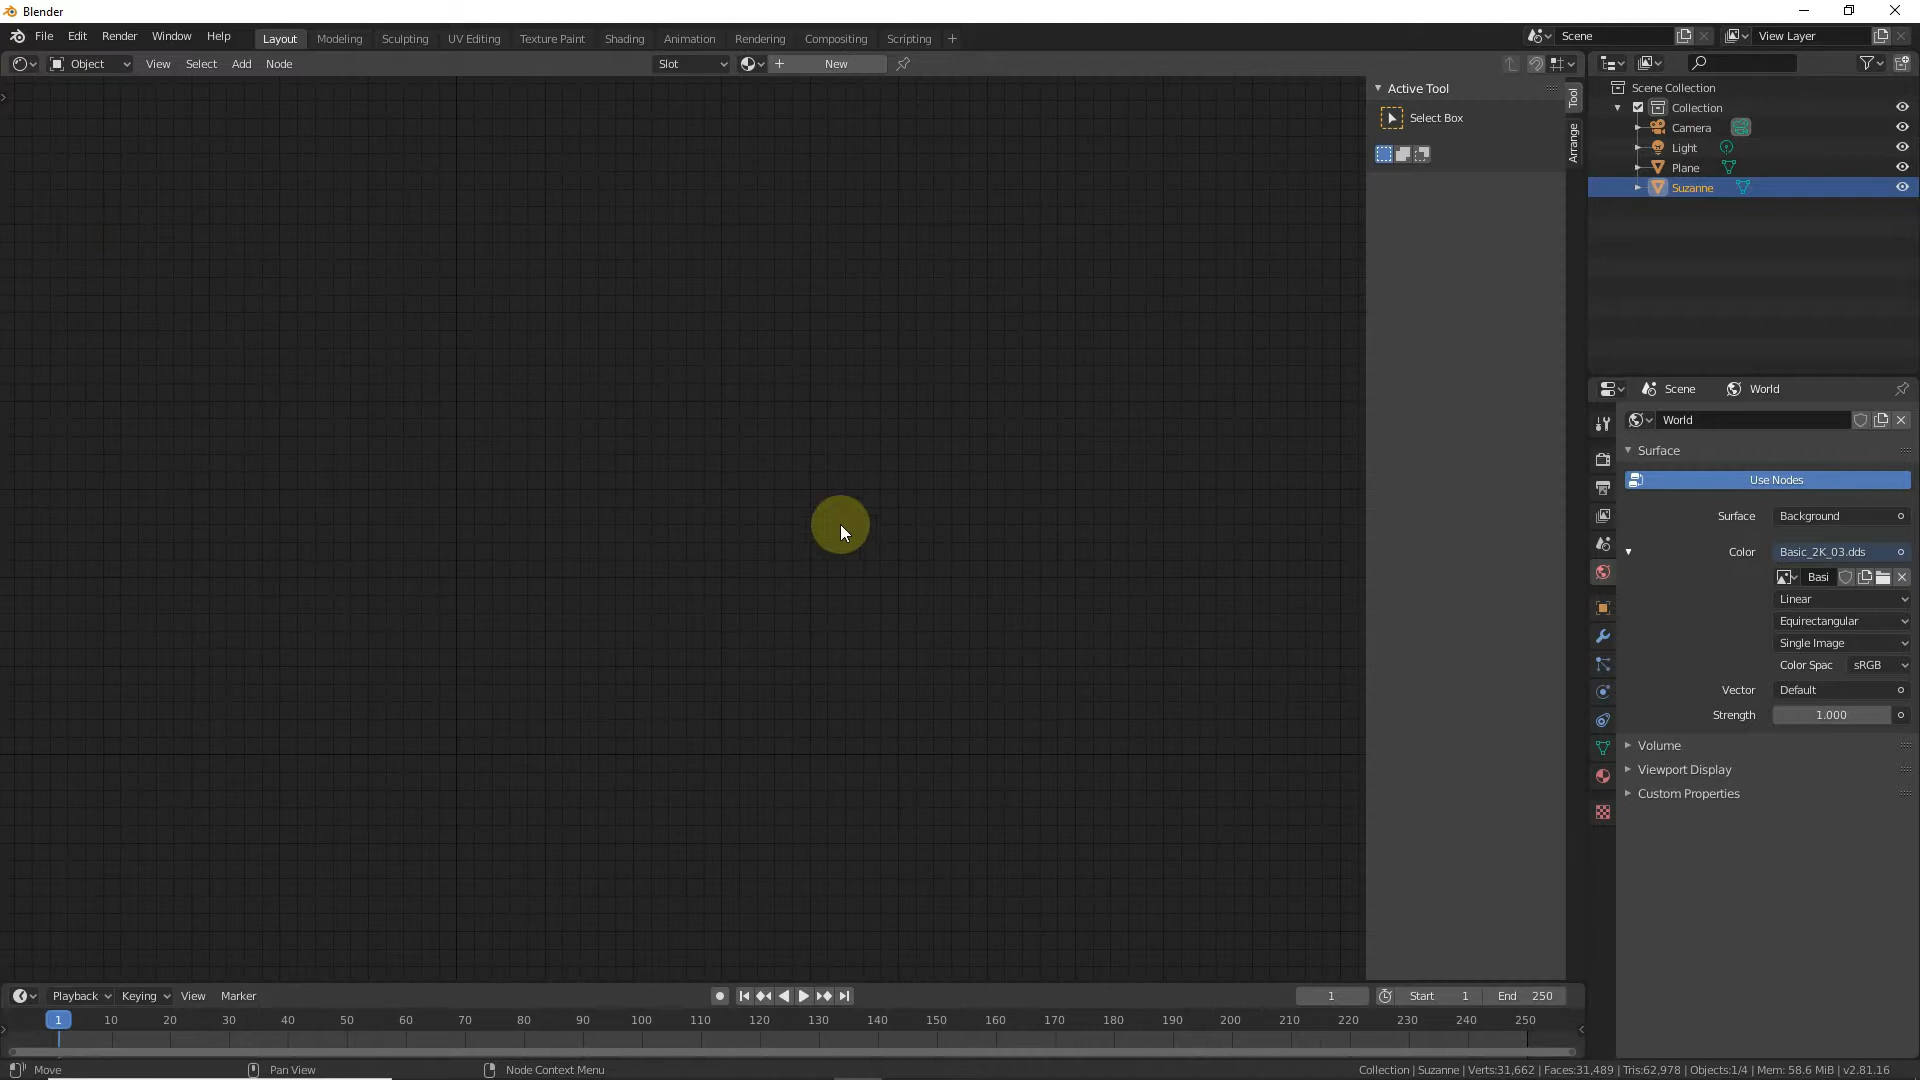 Blender
File Edit Render Window Help Layout Modeling Sculpting UV Editing Texture Paint Shading Animation Rendering Compositing Scripting Scene View Layer
Object View Select Add Node Slot New
Active Tool
Select Box
Tool
Arrange
Scene Collection
Collection
Camera
Light
Plane
Suzanne
Scene World
World
Surface
Use Nodes
Surface Background
Color Basic_2K_03.dds
Basi
Linear
Equirectangular
Single Image
Color Spac sRGB
Vector Default
Strength 1.000
Volume
Viewport Display
Custom Properties
Playback Keying View Marker 1 Start 1 End 250
1 10 20 30 40 50 60 70 80 90 100 110 120 130 140 150 160 170 180 190 200 210 220 230 240 250
Move Pan View Node Context Menu Collection | Suzanne | Verts:31,662 | Faces:31,489 | Tris:62,978 | Objects:1/4 | Mem: 58.6 MiB | v2.81.16